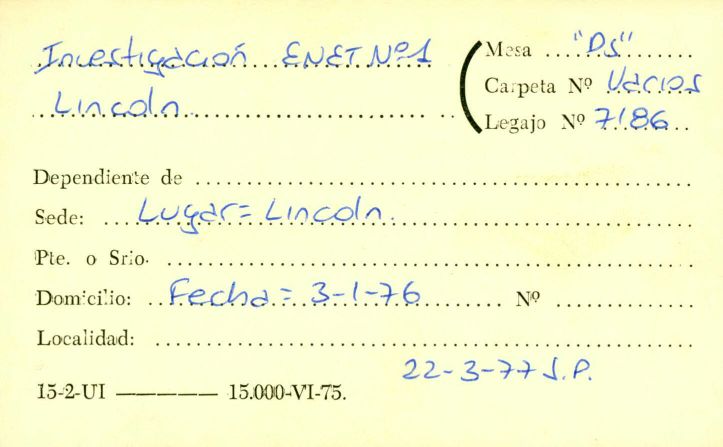 Investigación ENET Nº1
Lincoln
Mesa "DS"
Carpeta Nº Varios
Legajo Nº 7186
Dependiente de
Sede: Lugar= Lincoln.
Pte. o Srio.
Domicilio: Fecha= 3-1-76 Nº
Localidad:
22-3-77 J.P.
15-2-UI ————— 15.000-VI-75.